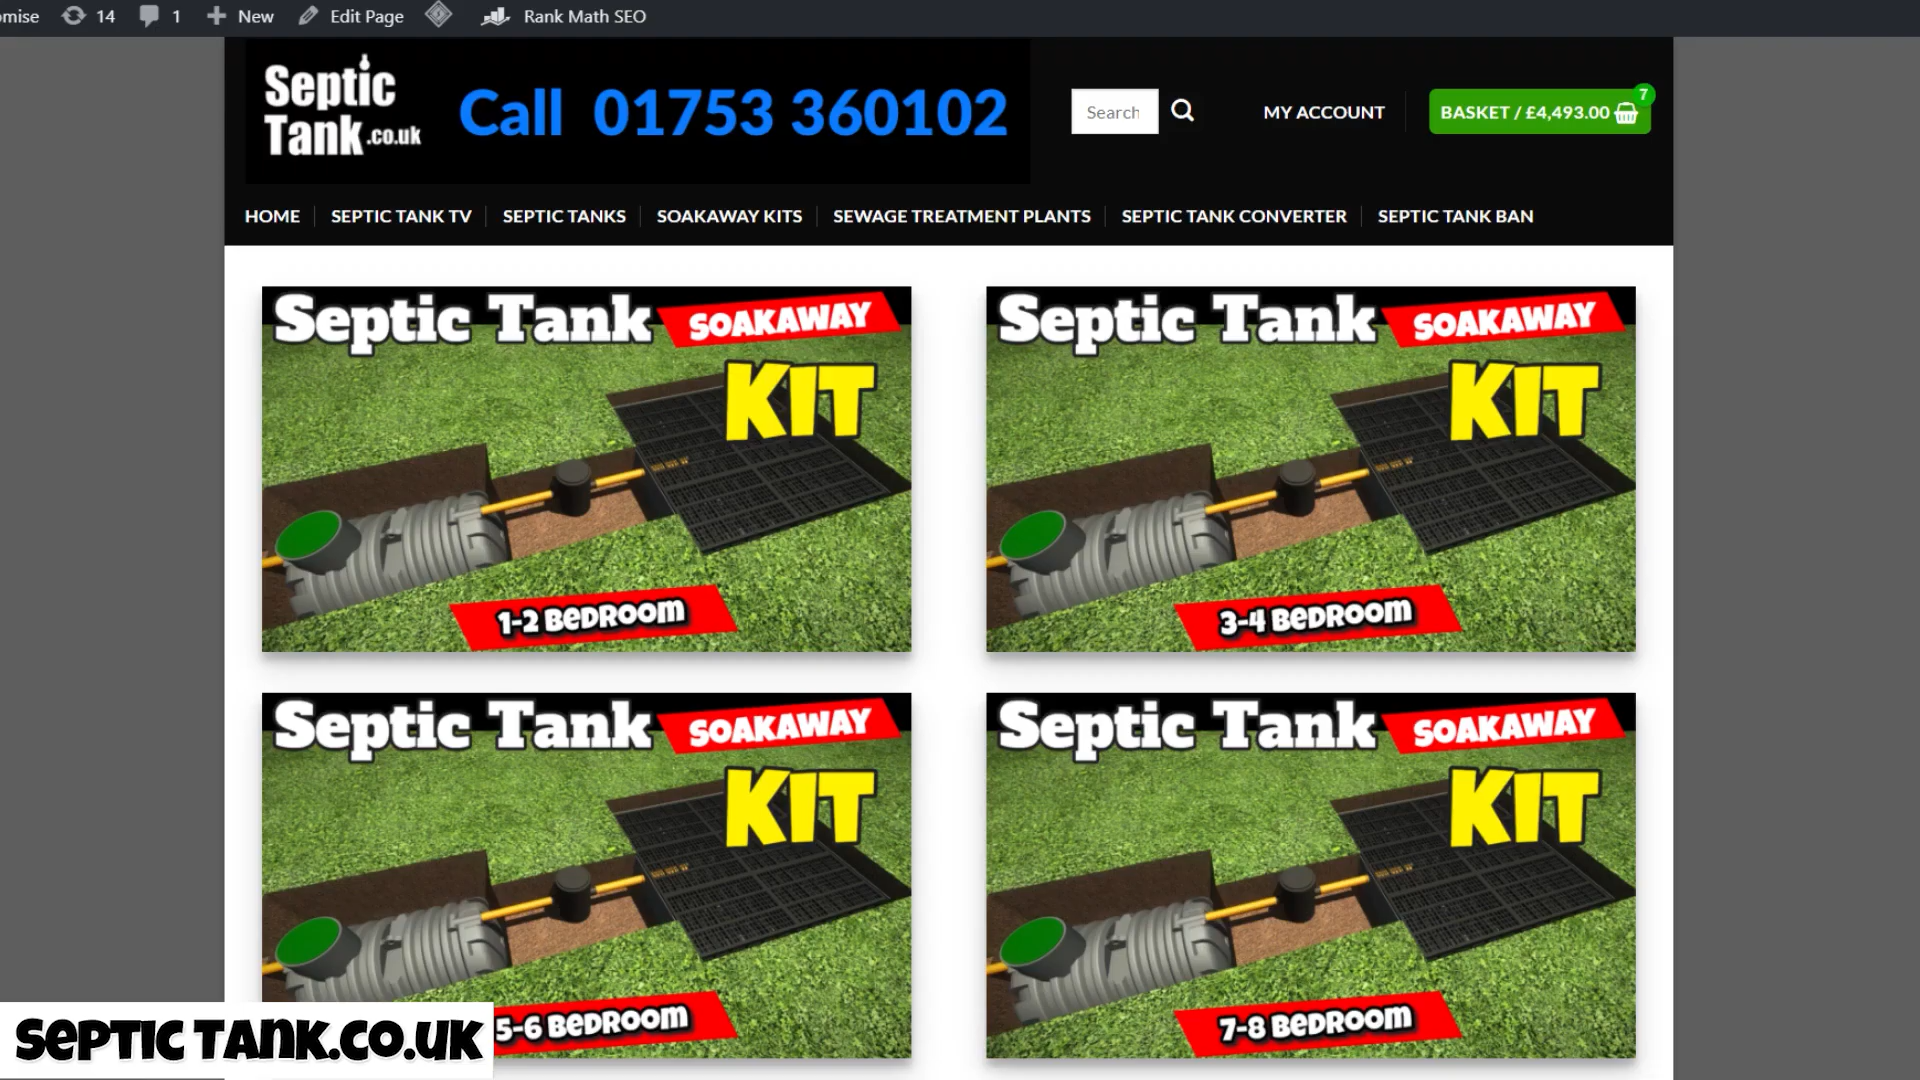 omise 14 1 New Edit Page Rank Math SEO
Septic
Tank.co.uk
Call 01753 360102
Search
MY ACCOUNT
BASKET / £4,493.00
7
HOME SEPTIC TANK TV SEPTIC TANKS SOAKAWAY KITS SEWAGE TREATMENT PLANTS SEPTIC TANK CONVERTER SEPTIC TANK BAN
Septic Tank SOAKAWAY
KIT
1-2 BEDROOM
Septic Tank SOAKAWAY
KIT
3-4 BEDROOM
Septic Tank SOAKAWAY
KIT
5-6 BEDROOM
Septic Tank SOAKAWAY
KIT
7-8 BEDROOM
SEPTIC TANK.CO.UK